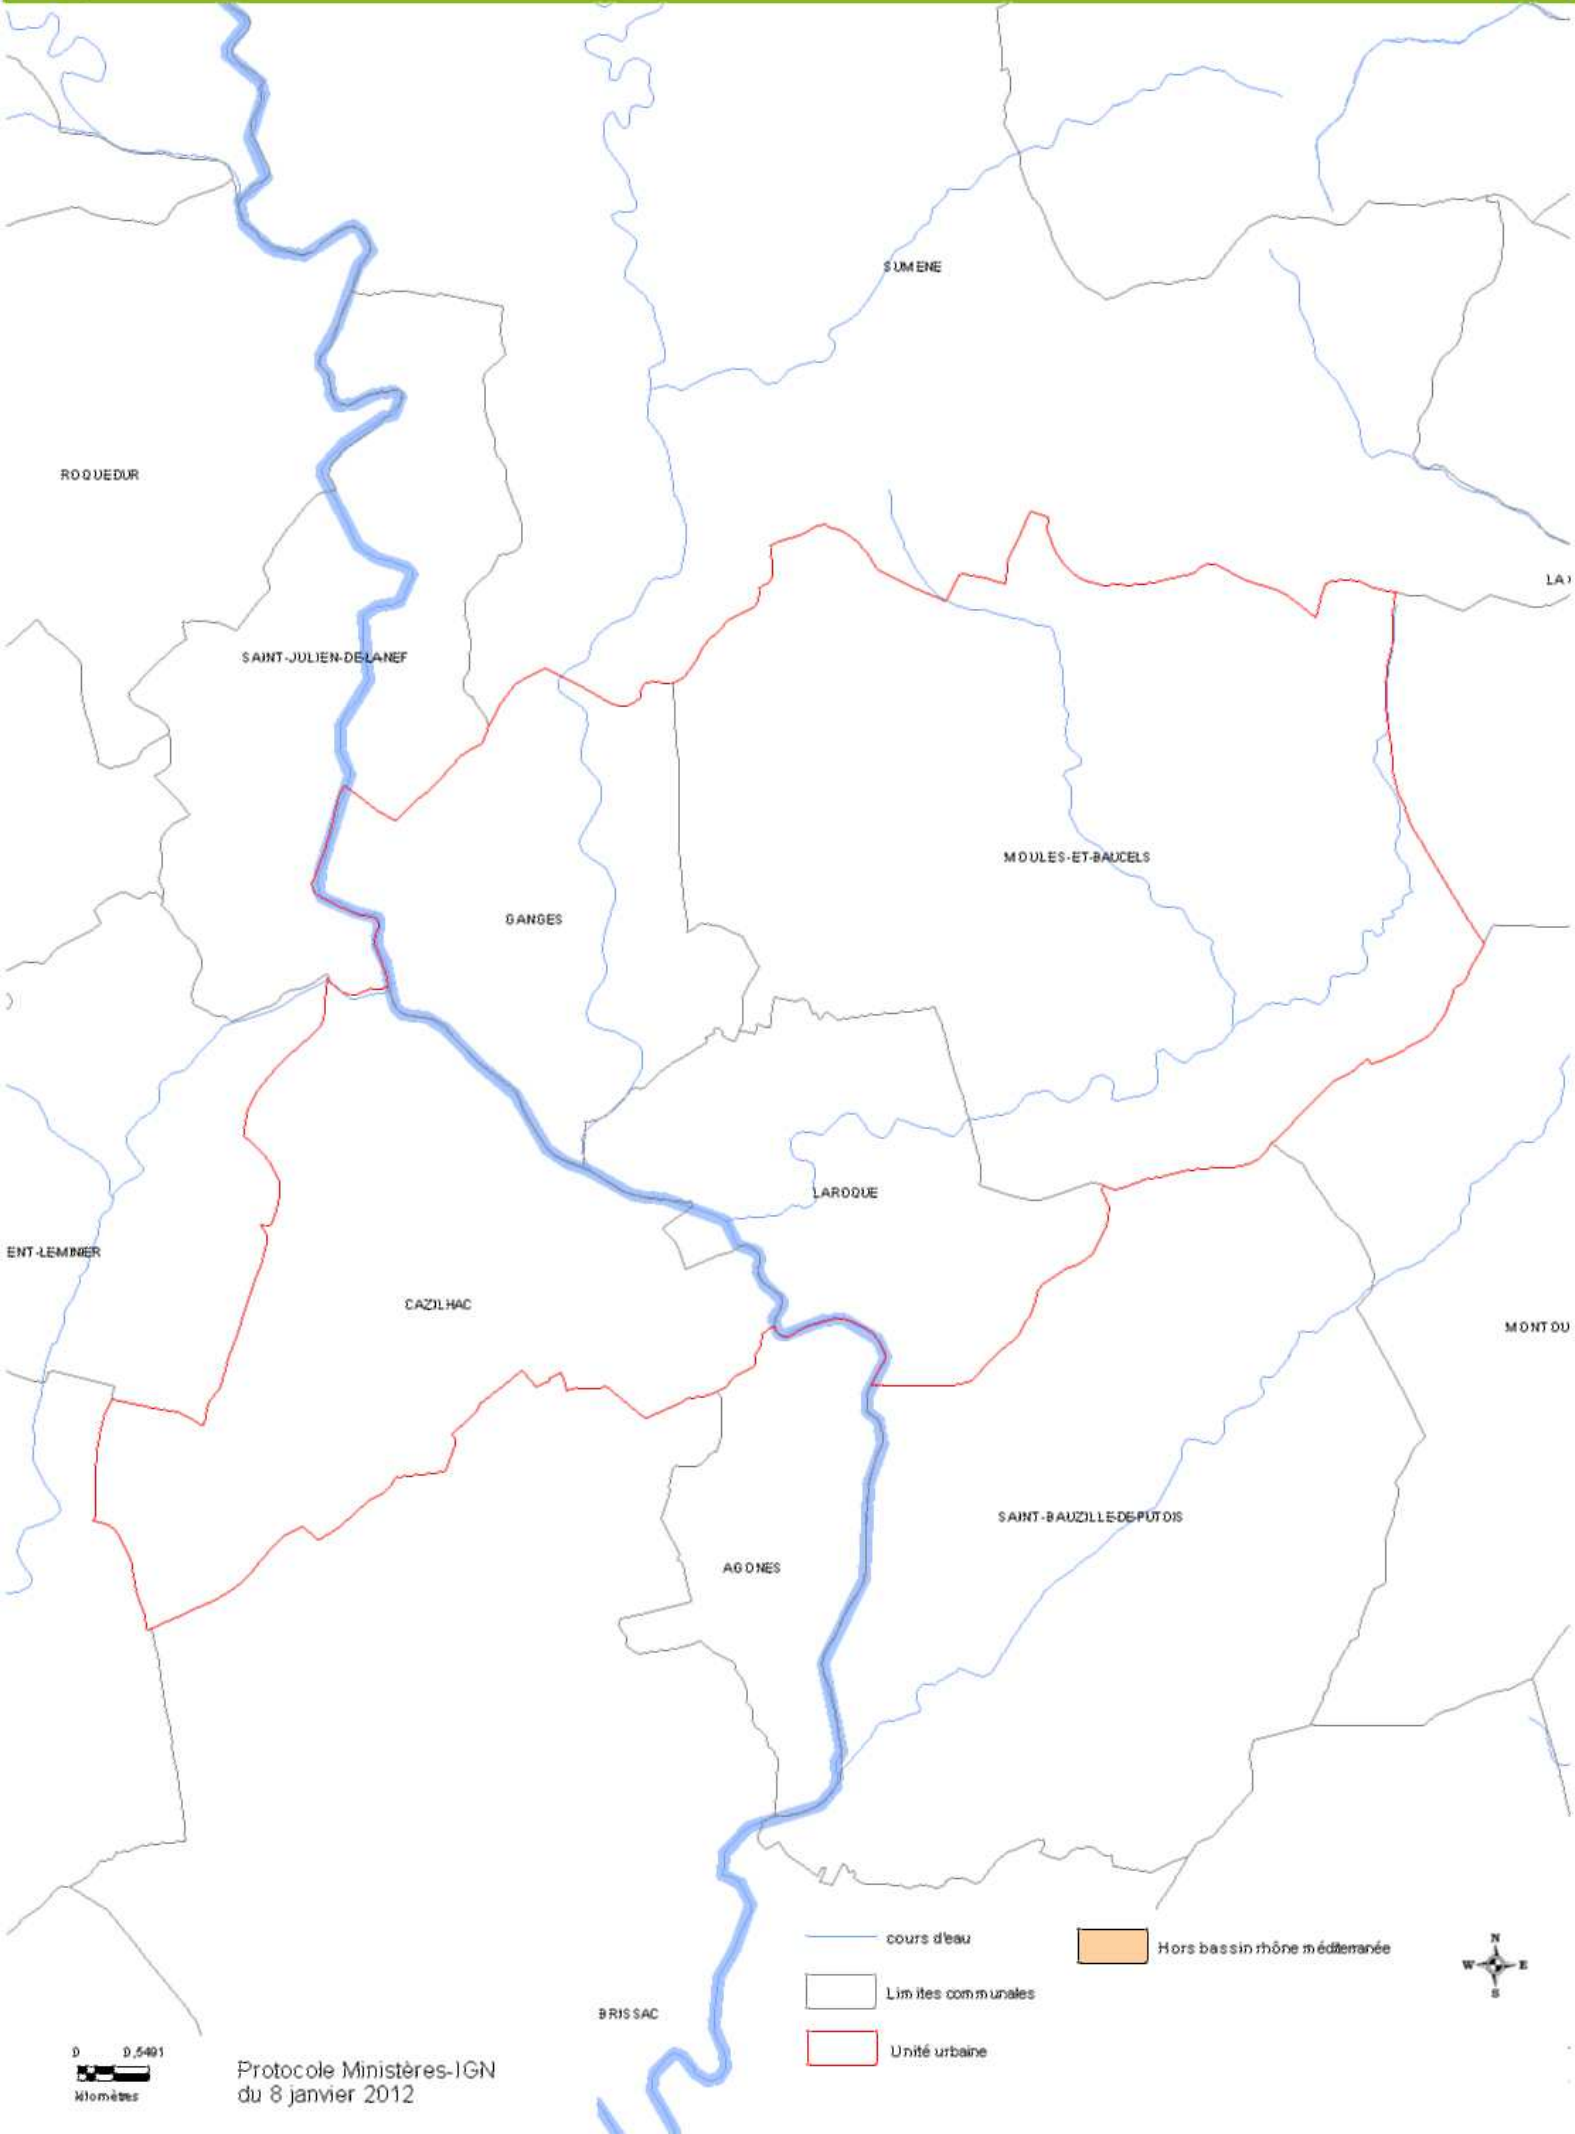 SUMENE
ROQUEDUR
LA
SAINT-JULIEN-DE-LA-NEF
MOULES-ET-BAUCELS
GANGES
LAROQUE
ENT-LE-MINIER
CAZILHAC
MONTOU
SAINT-BAUZILLE-DE-PUTOIS
AGONES
BRISSAC
cours d'eau
Limites communales
Unité urbaine
Hors bassin rhône méditerranée
N
W E
S
0 0,5491
kilomètres
Protocole Ministères-IGN
du 8 janvier 2012